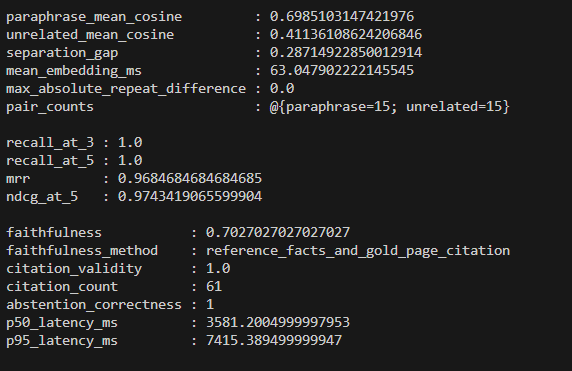 paraphrase_mean_cosine         : 0.6985103147421976
unrelated_mean_cosine          : 0.41136108624206846
separation_gap                 : 0.28714922850012914
mean_embedding_ms              : 63.047902222145545
max_absolute_repeat_difference : 0.0
pair_counts                    : @{paraphrase=15; unrelated=15}

recall_at_3 : 1.0
recall_at_5 : 1.0
mrr         : 0.9684684684684685
ndcg_at_5   : 0.9743419065599904

faithfulness           : 0.7027027027027027
faithfulness_method    : reference_facts_and_gold_page_citation
citation_validity      : 1.0
citation_count         : 61
abstention_correctness : 1
p50_latency_ms         : 3581.2004999997953
p95_latency_ms         : 7415.389499999947